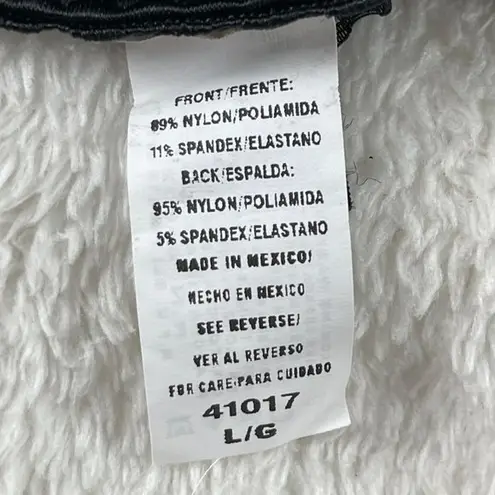 FRONT/FRENTE:
89% NYLON/POLIAMIDA
11% SPANDEX/ELASTANO
BACK/ESPALDA:
95% NYLON/POLIAMIDA
5% SPANDEX/ELASTANO
MADE IN MEXICO/
HECHO EN MEXICO
SEE REVERSE/
VER AL REVERSO
FOR CARE/PARA CUIDADO
41017
L/G